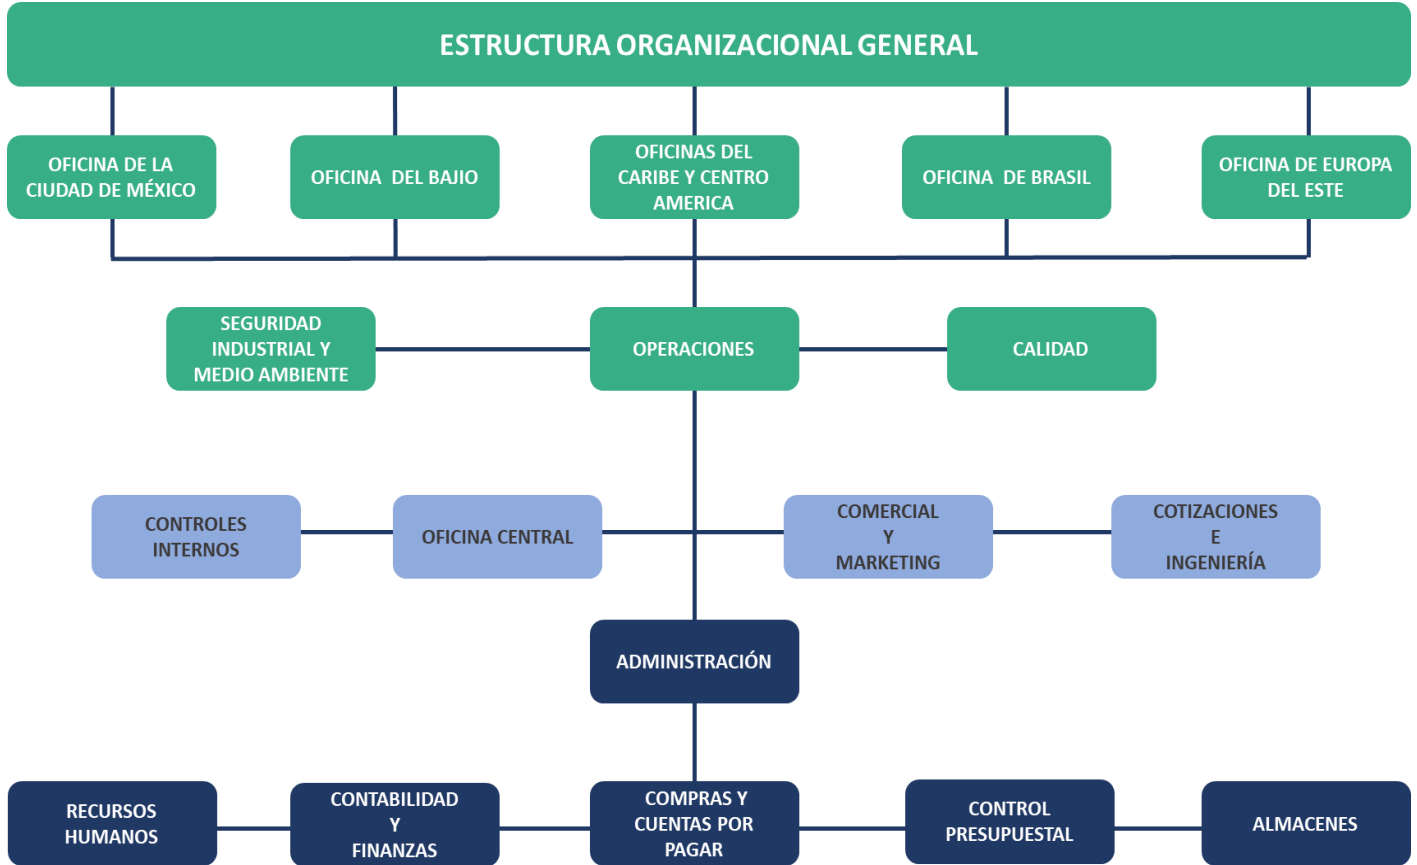 ESTRUCTURA ORGANIZACIONAL GENERAL
OFICINA DE LA
CIUDAD DE MÉXICO
OFICINA DEL BAJIO
OFICINAS DEL
CARIBE Y CENTRO
AMERICA
OFICINA DE BRASIL
OFICINA DE EUROPA
DEL ESTE
SEGURIDAD
INDUSTRIAL Y
MEDIO AMBIENTE
OPERACIONES
CALIDAD
CONTROLES
INTERNOS
OFICINA CENTRAL
COMERCIAL
Y
MARKETING
COTIZACIONES
E
INGENIERÍA
ADMINISTRACIÓN
RECURSOS
HUMANOS
CONTABILIDAD
Y
FINANZAS
COMPRAS Y
CUENTAS POR
PAGAR
CONTROL
PRESUPUESTAL
ALMACENES